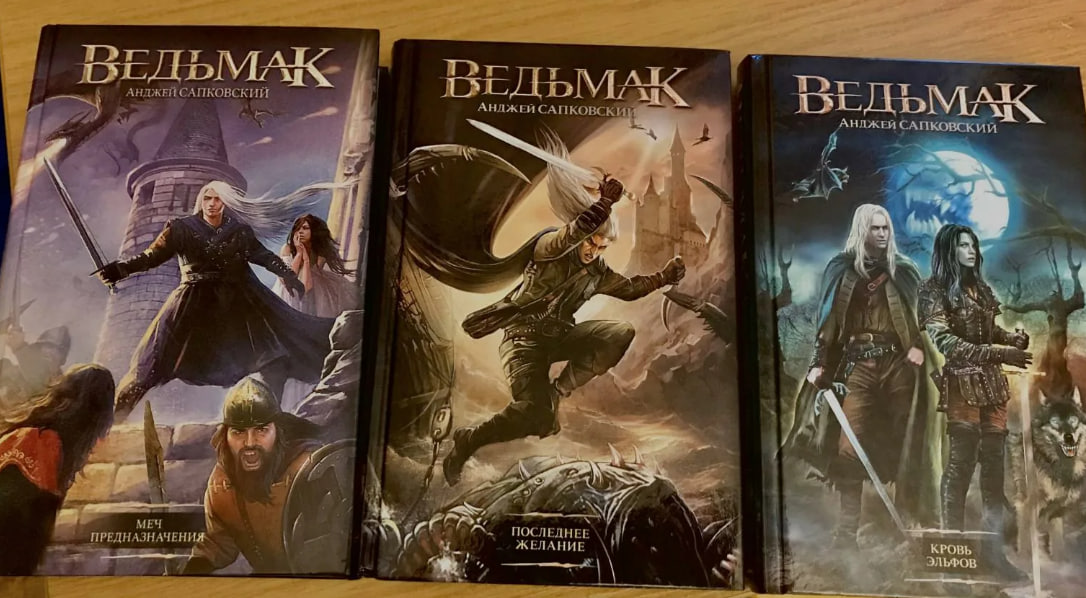 ВЕДЬМАК
АНДЖЕЙ САПКОВСКИЙ
МЕЧ
ПРЕДНАЗНАЧЕНИЯ
ВЕДЬМАК
АНДЖЕЙ САПКОВСКИЙ
ПОСЛЕДНЕЕ
ЖЕЛАНИЕ
ВЕДЬМАК
АНДЖЕЙ САПКОВСКИЙ
КРОВЬ
ЭЛЬФОВ